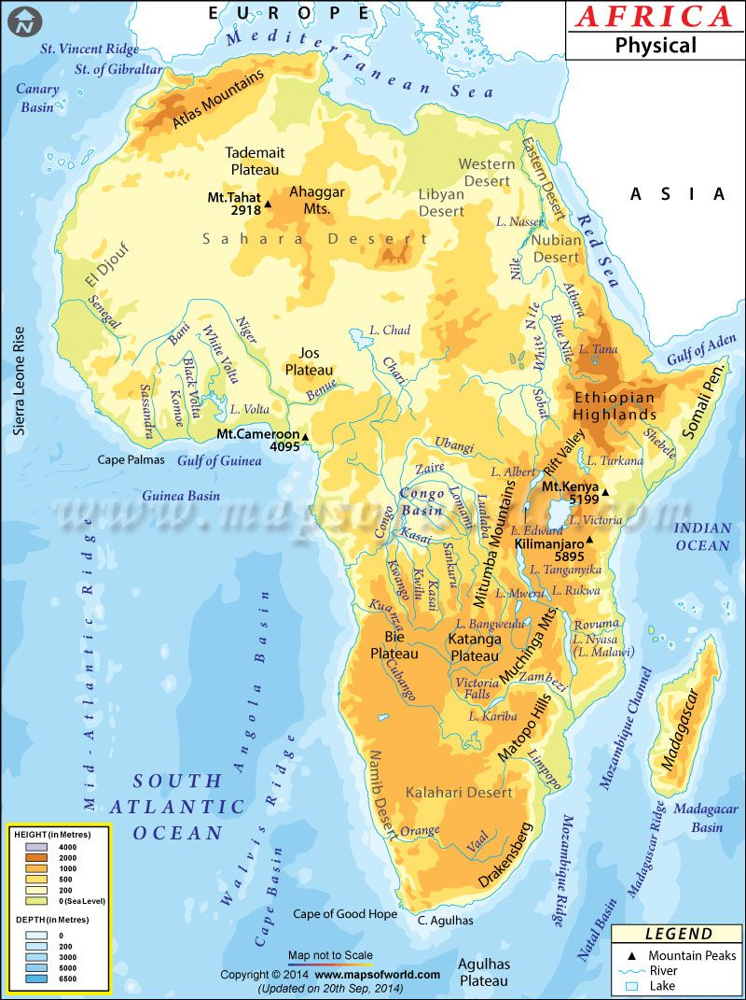 N
EUROPE
AFRICA
Physical
Mediterranean Sea
St. Vincent Ridge
St. of Gibraltar
Canary
Basin
Atlas Mountains
Tademait
Plateau
Mt.Tahat
2918
Ahaggar
Mts.
Western
Desert
Eastern Desert
Libyan
Desert
ASIA
Red Sea
L. Nasser
Nubian
Desert
Sahara Desert
El Djouf
Nile
Senegal
Bani
Niger
White Volta
Black Volta
Komoe
Sassandra
L. Volta
L. Chad
Chari
Jos
Plateau
Benue
White Nile
Blue Nile
Atbara
L. Tana
Gulf of Aden
Sobat
Ethiopian
Highlands
Somali Pen.
Shebele
Sierra Leone Rise
Mt.Cameroon
4095
Cape Palmas
Gulf of Guinea
Guinea Basin
Ubangi
Zaire
Congo
Basin
Congo
Lomami
Lualaba
Kasai
Sankuru
Kwango
Kwilu
Kasai
L. Albert
Rift Valley
L. Turkana
Mt.Kenya
5199
L. Victoria
L. Edward
Kilimanjaro
5895
Mitumba Mountains
L. Tanganyika
L. Mweru
L. Rukwa
INDIAN
OCEAN
Mid-Atlantic Ridge
Angola Basin
Kuanza
Bie
Plateau
Cubango
L. Bangweulu
Katanga
Plateau
Muchinga Mts.
Rovuma
L. Nyasa
(L. Malawi)
Victoria
Falls
Zambezi
L. Kariba
Matopo Hills
Mozambique Channel
Madagascar
Limpopo
Kalahari Desert
Namib Desert
SOUTH
ATLANTIC
OCEAN
Walvis Ridge
Cape Basin
Orange
Vaal
Drakensberg
Mozambique Ridge
Madagascar Ridge
Madagacar
Basin
Natal Basin
Cape of Good Hope
C. Agulhas
Agulhas
Plateau
HEIGHT (in Metres)
4000
2000
1000
500
200
0 (Sea Level)
DEPTH (in Metres)
0
200
3000
5000
6500
Map not to Scale
Copyright © 2014 www.mapsofworld.com
(Updated on 20th Sep, 2014)
LEGEND
Mountain Peaks
River
Lake